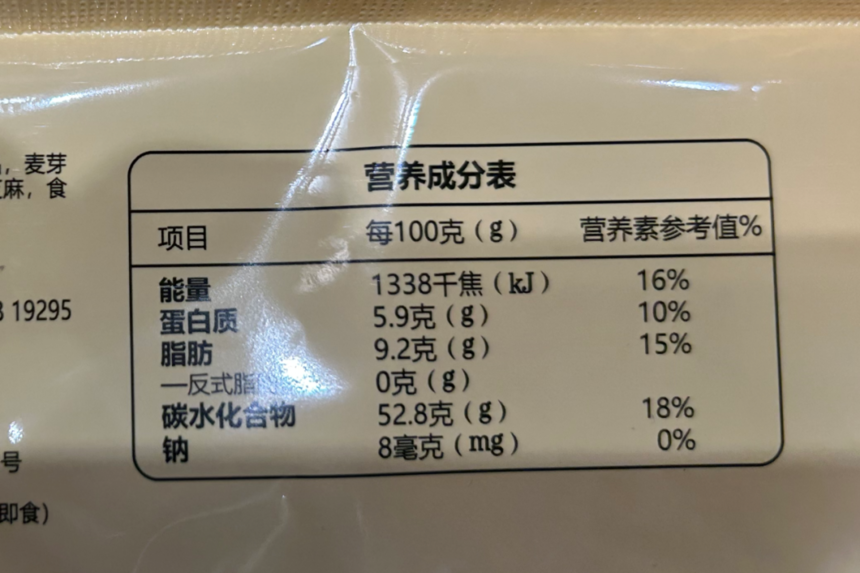 ，麦芽
麻，食
19295
号
即食）
营养成分表
项目 每100克（g） 营养素参考值%
能量 1338千焦（kJ） 16%
蛋白质 5.9克（g） 10%
脂肪 9.2克（g） 15%
—反式脂 0克（g）
碳水化合物 52.8克（g） 18%
钠 8毫克（mg） 0%